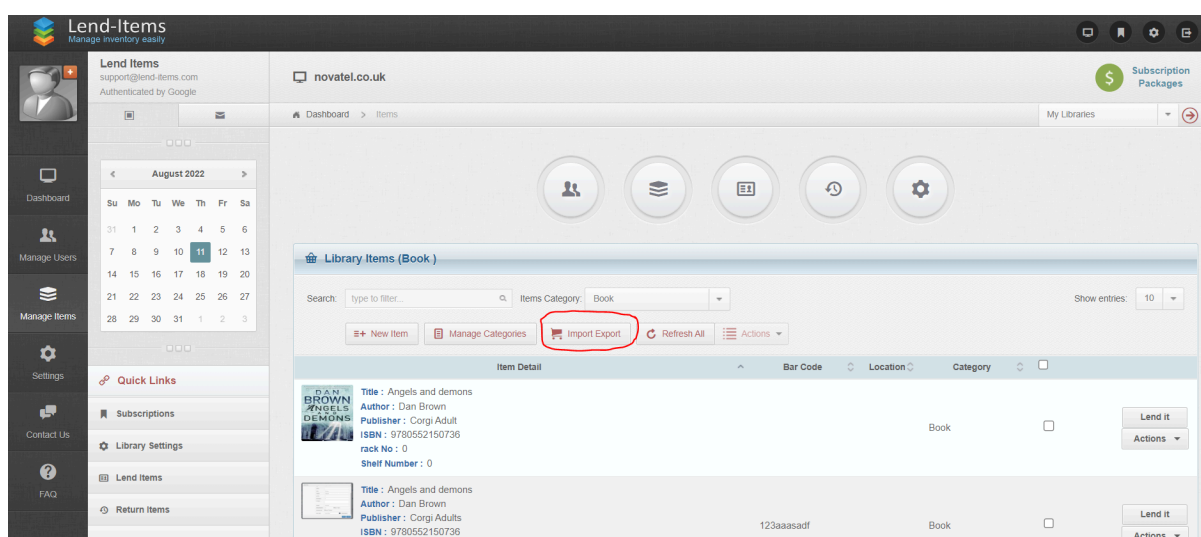 Lend-Items
Manage inventory easily
Lend Items
support@lend-items.com
Authenticated by Google
novatel.co.uk
$
Subscription
Packages
Dashboard > Items
My Libraries
August 2022
Su Mo Tu We Th Fr Sa
31 1 2 3 4 5 6
7 8 9 10 11 12 13
14 15 16 17 18 19 20
21 22 23 24 25 26 27
28 29 30 31 1 2 3
Dashboard
Manage Users
Manage Items
Settings
Contact Us
FAQ
Quick Links
Subscriptions
Library Settings
Lend Items
Return Items
Library Items (Book )
Search: type to filter... Items Category: Book Show entries: 10
New Item Manage Categories Import Export Refresh All Actions
Item Detail Bar Code Location Category
DAN
BROWN
ANGELS
AND
DEMONS
Title : Angels and demons
Author : Dan Brown
Publisher : Corgi Adult
ISBN : 9780552150736
rack No : 0
Shelf Number : 0
Book
Lend it
Actions
Title : Angels and demons
Author : Dan Brown
Publisher : Corgi Adults
ISBN : 9780552150736
123aaasadf
Book
Lend it
Actions